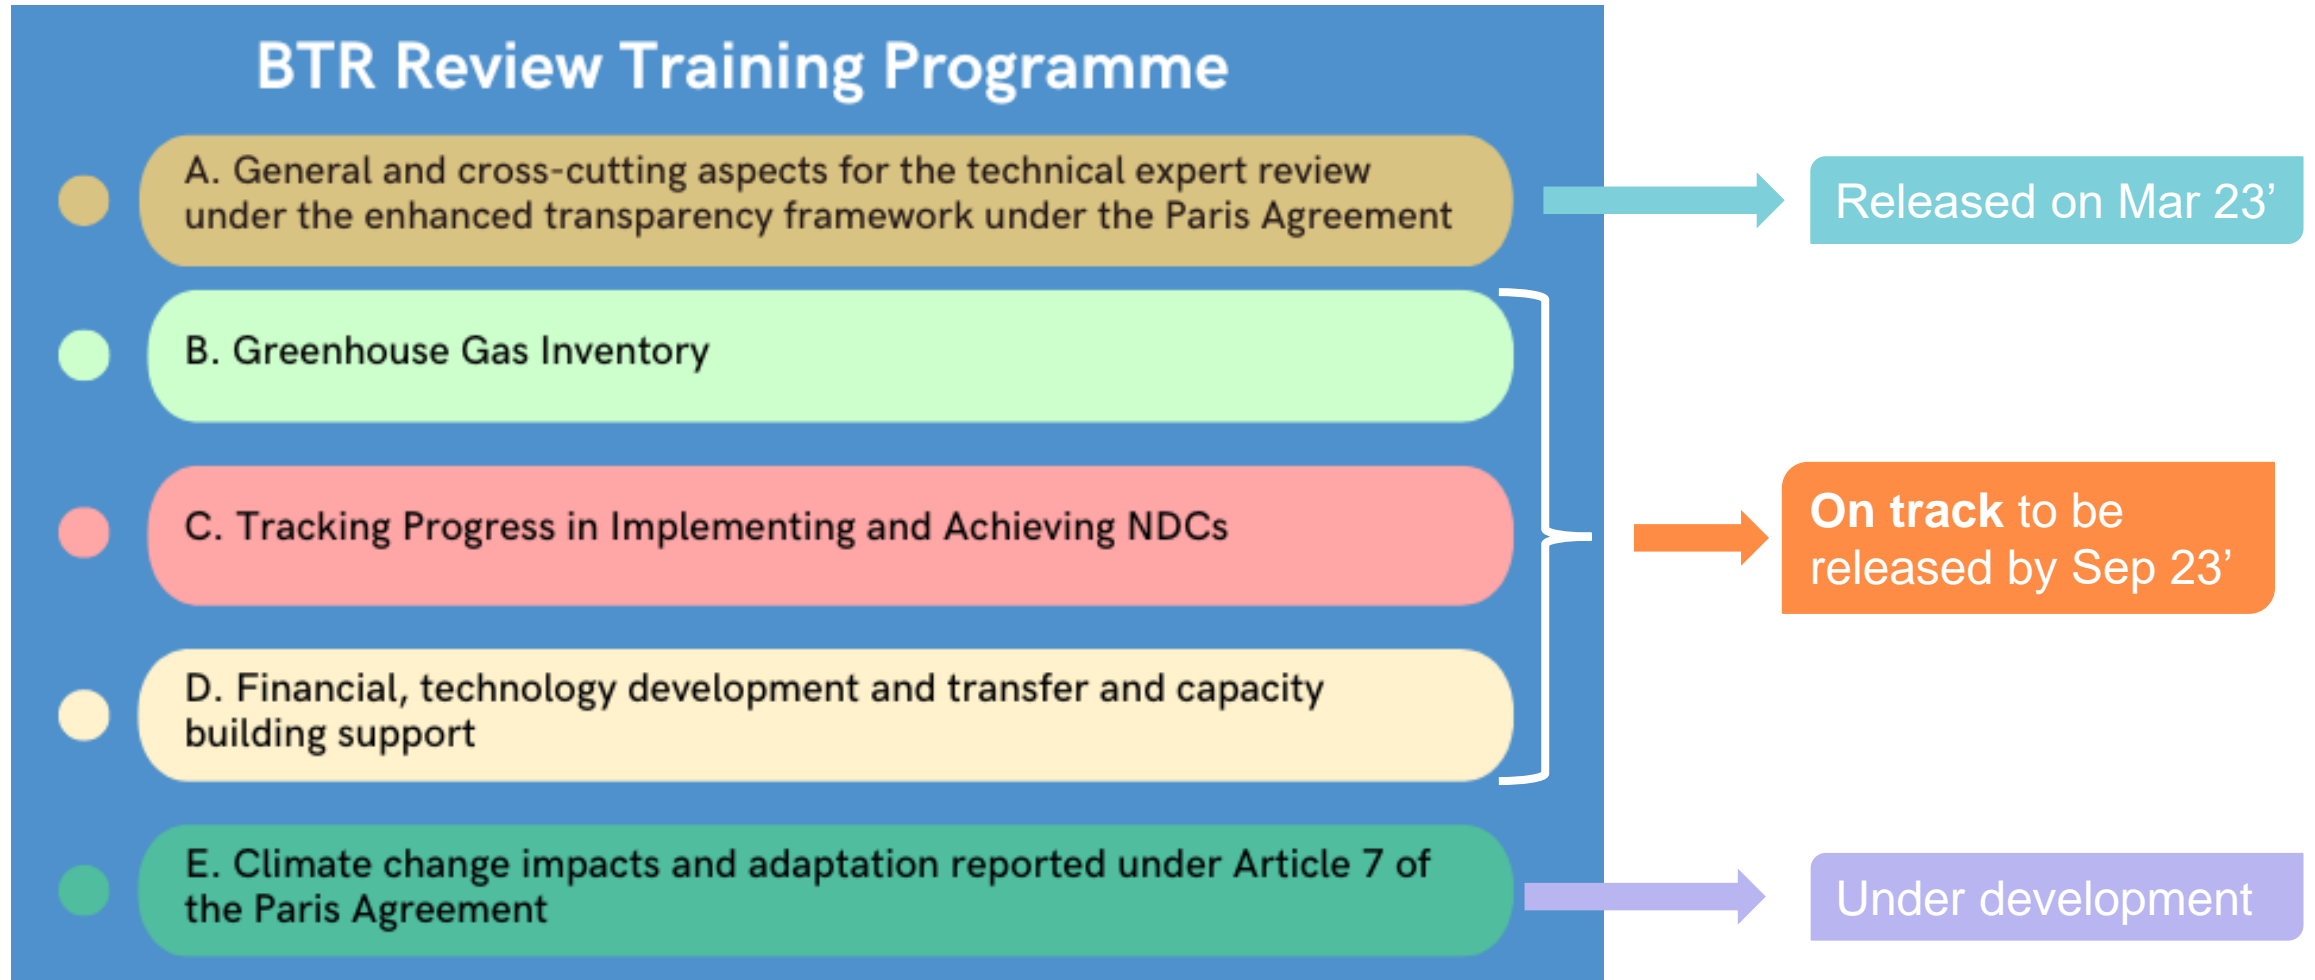 BTR Review Training Programme
A. General and cross-cutting aspects for the technical expert review
under the enhanced transparency framework under the Paris Agreement
Released on Mar 23’
B. Greenhouse Gas Inventory
C. Tracking Progress in Implementing and Achieving NDCs
On track to be
released by Sep 23’
D. Financial, technology development and transfer and capacity
building support
E. Climate change impacts and adaptation reported under Article 7 of
the Paris Agreement
Under development